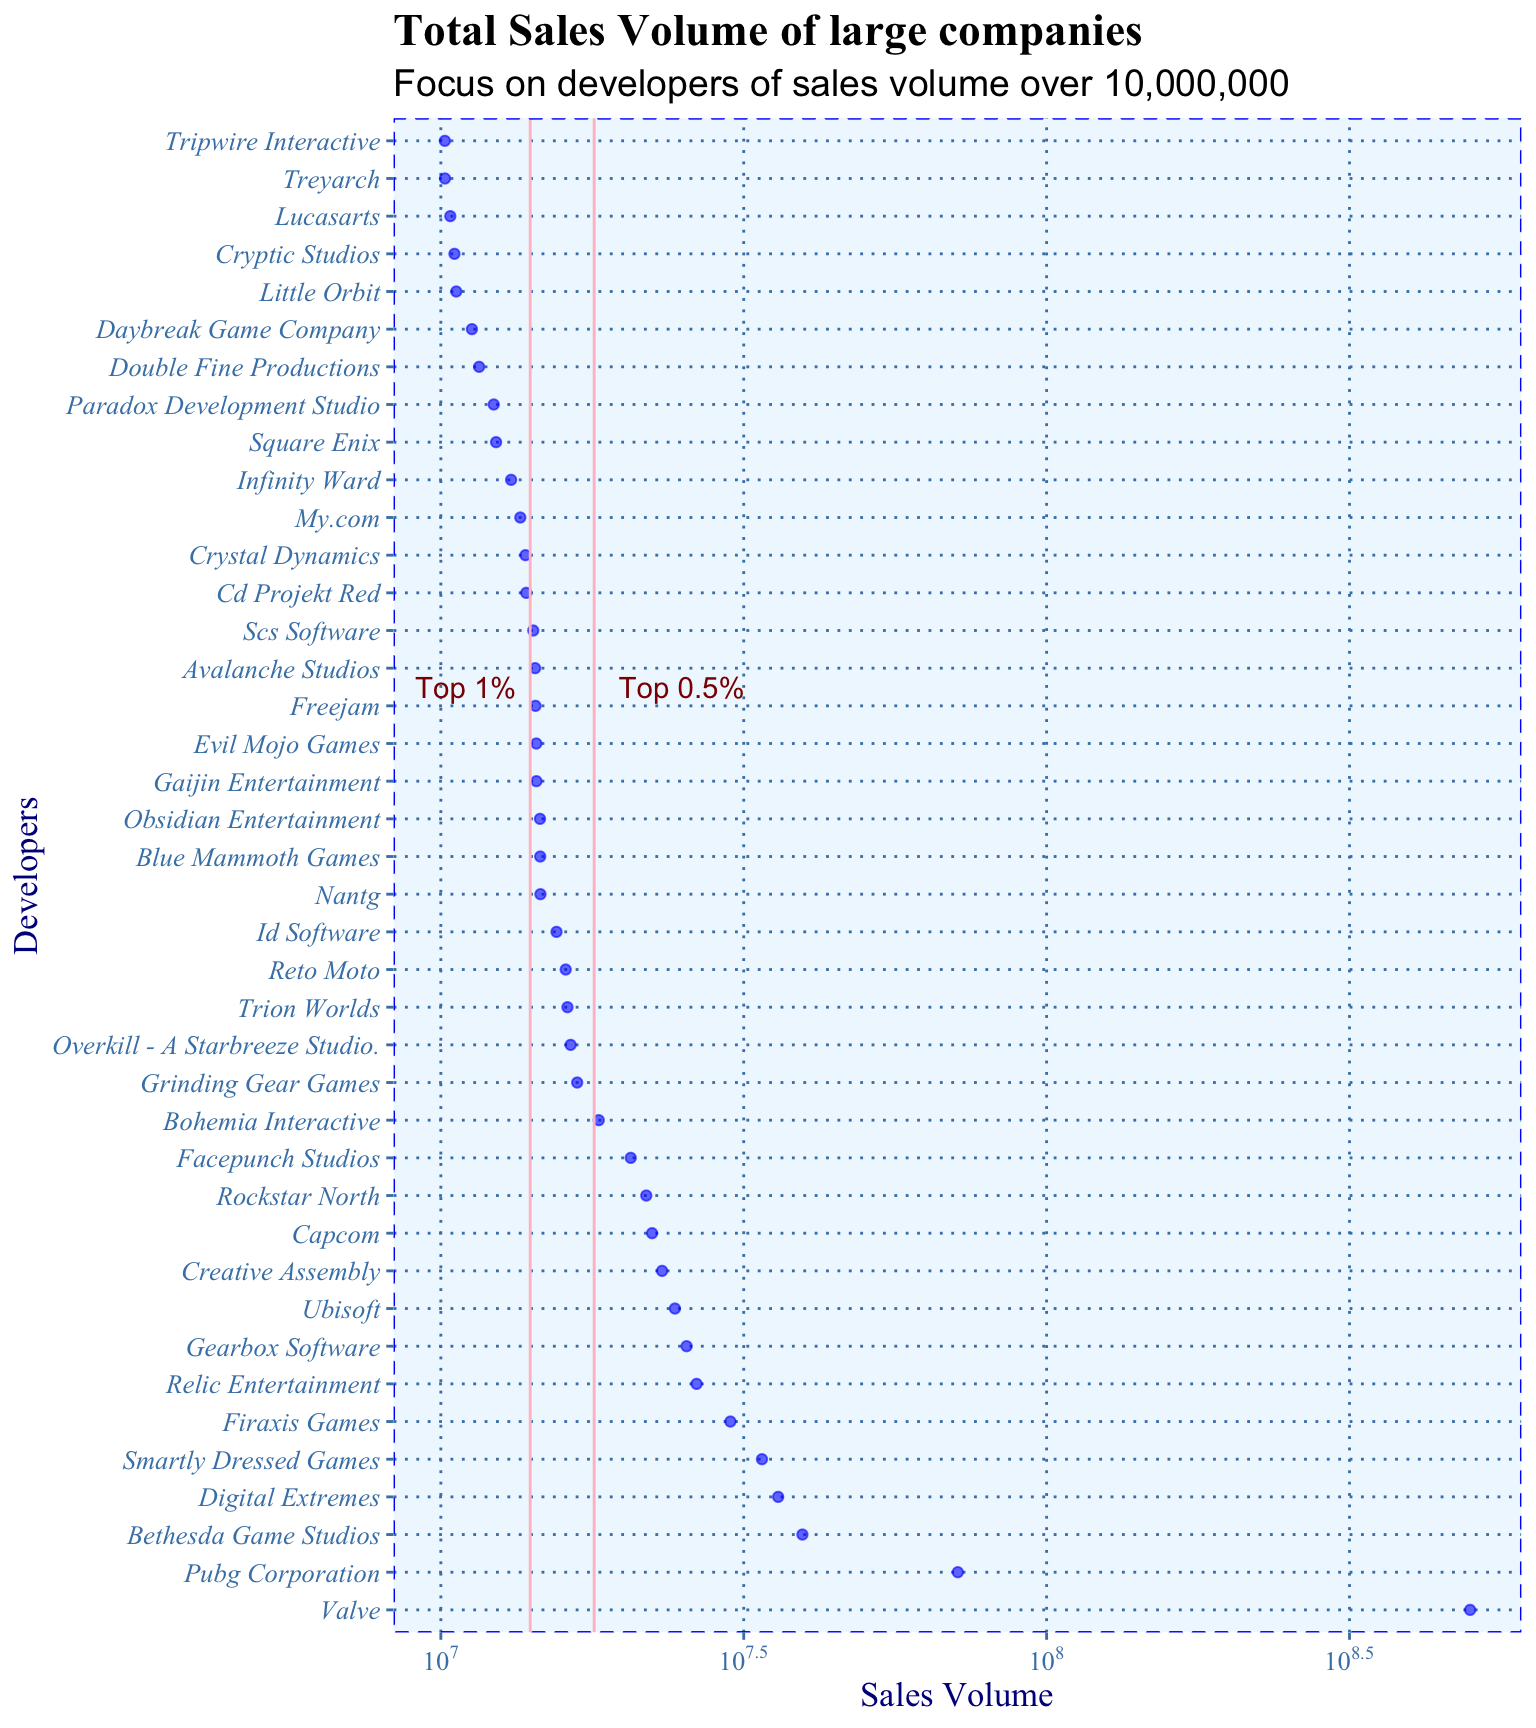 Total Sales Volume of large companies
Focus on developers of sales volume over 10,000,000
Tripwire Interactive
Treyarch
Lucasarts
Cryptic Studios
Little Orbit
Daybreak Game Company
Double Fine Productions
Paradox Development Studio
Square Enix
Infinity Ward
My.com
Crystal Dynamics
Cd Projekt Red
Scs Software
Avalanche Studios
Top 1% Top 0.5%
Freejam
Evil Mojo Games
Gaijin Entertainment
Obsidian Entertainment
Blue Mammoth Games
Nantg
Id Software
Reto Moto
Trion Worlds
Overkill - A Starbreeze Studio.
Grinding Gear Games
Bohemia Interactive
Facepunch Studios
Rockstar North
Capcom
Creative Assembly
Ubisoft
Gearbox Software
Relic Entertainment
Firaxis Games
Smartly Dressed Games
Digital Extremes
Bethesda Game Studios
Pubg Corporation
Valve
Developers
10^7 10^7.5 10^8 10^8.5
Sales Volume